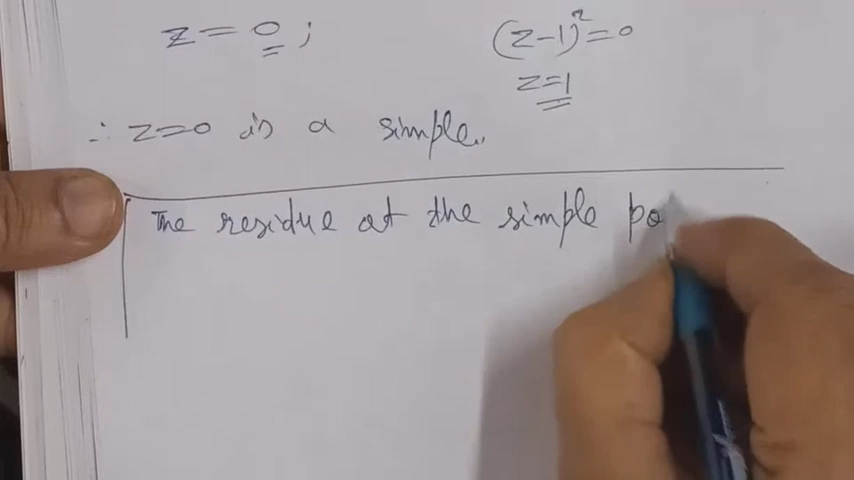 z = 0 ; (z-1)² = 0
z = 1
∴ z = 0 is a simple.
The residue at the simple po